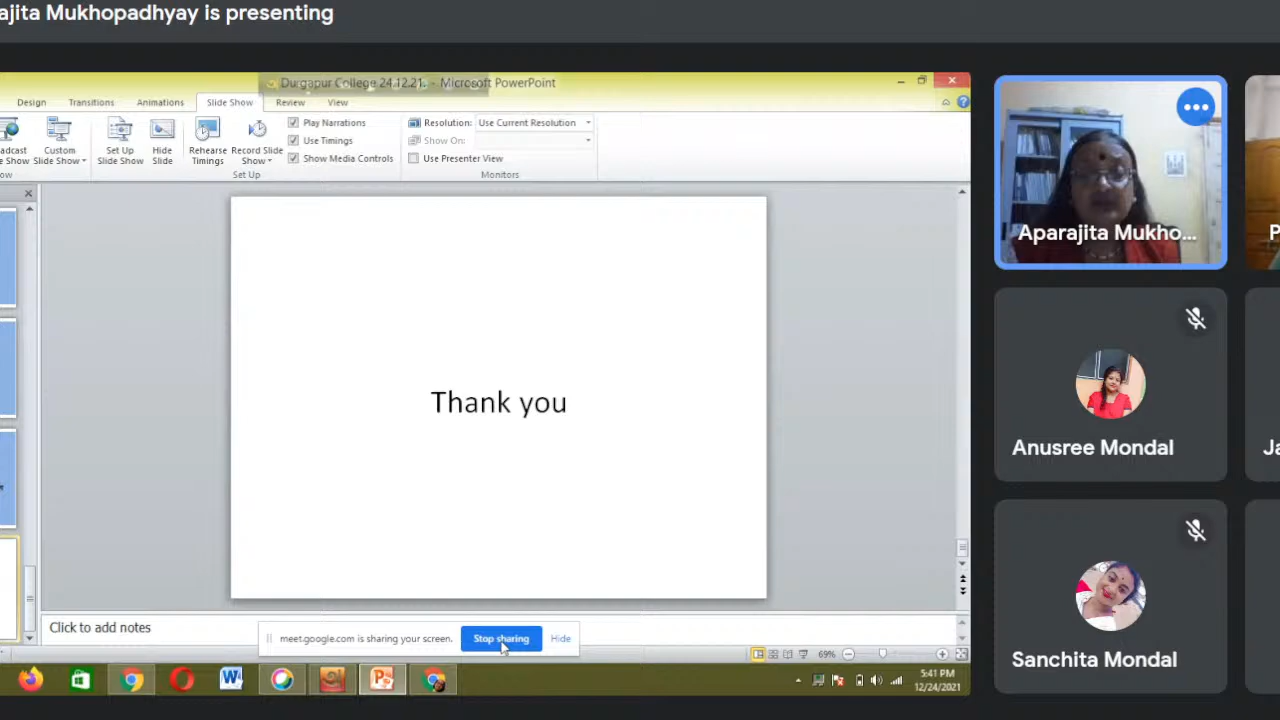 ajita Mukhopadhyay is presenting
Durgapur College 24.12.21. - Microsoft PowerPoint
Design Transitions Animations Slide Show Review View
Custom Slide Show
Set Up Slide Show
Hide Slide
Rehearse Timings
Record Slide Show
Play Narrations
Use Timings
Show Media Controls
Set Up
Resolution: Use Current Resolution
Show On:
Use Presenter View
Monitors
Thank you
Click to add notes
meet.google.com is sharing your screen. Stop sharing Hide
69%
5:41 PM
12/24/2021
Aparajita Mukho...
Anusree Mondal
Sanchita Mondal